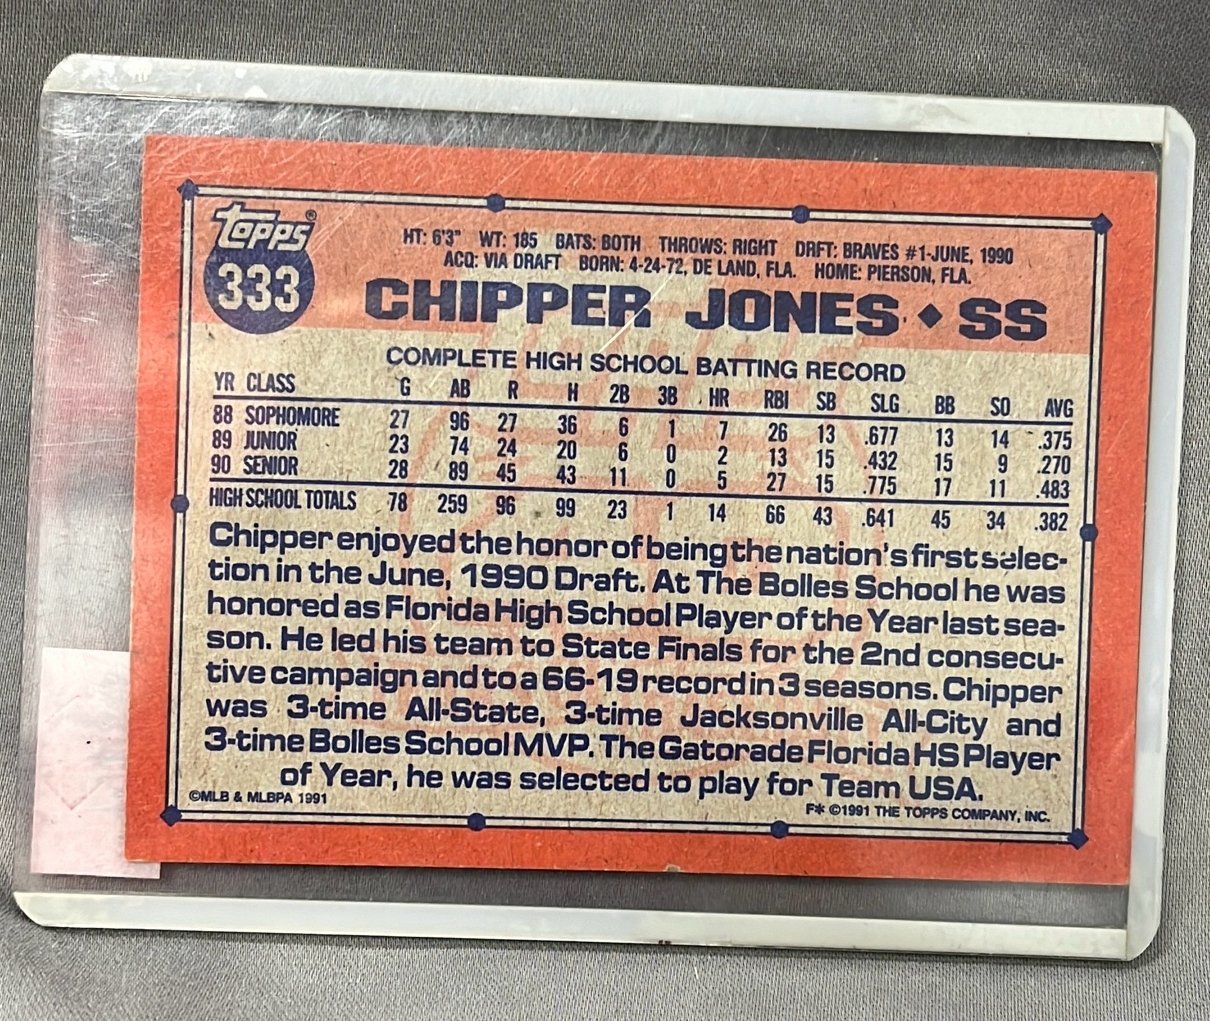 Topps®
333
HT: 6'3" WT: 185 BATS: BOTH THROWS: RIGHT DRFT: BRAVES #1-JUNE, 1990
ACQ: VIA DRAFT BORN: 4-24-72, DE LAND, FLA. HOME: PIERSON, FLA.
CHIPPER JONES ♦ SS
COMPLETE HIGH SCHOOL BATTING RECORD
YR CLASS G AB R H 2B 3B HR RBI SB SLG BB SO AVG
88 SOPHOMORE 27 96 27 36 6 1 7 26 13 .677 13 14 .375
89 JUNIOR 23 74 24 20 6 0 2 13 15 .432 15 9 .270
90 SENIOR 28 89 45 43 11 0 5 27 15 .775 17 11 .483
HIGH SCHOOL TOTALS 78 259 96 99 23 1 14 66 43 .641 45 34 .382
Chipper enjoyed the honor of being the nation's first selec-
tion in the June, 1990 Draft. At The Bolles School he was
honored as Florida High School Player of the Year last sea-
son. He led his team to State Finals for the 2nd consecu-
tive campaign and to a 66-19 record in 3 seasons. Chipper
was 3-time All-State, 3-time Jacksonville All-City and
3-time Bolles School MVP. The Gatorade Florida HS Player
of Year, he was selected to play for Team USA.
©MLB & MLBPA 1991
F* ©1991 THE TOPPS COMPANY, INC.